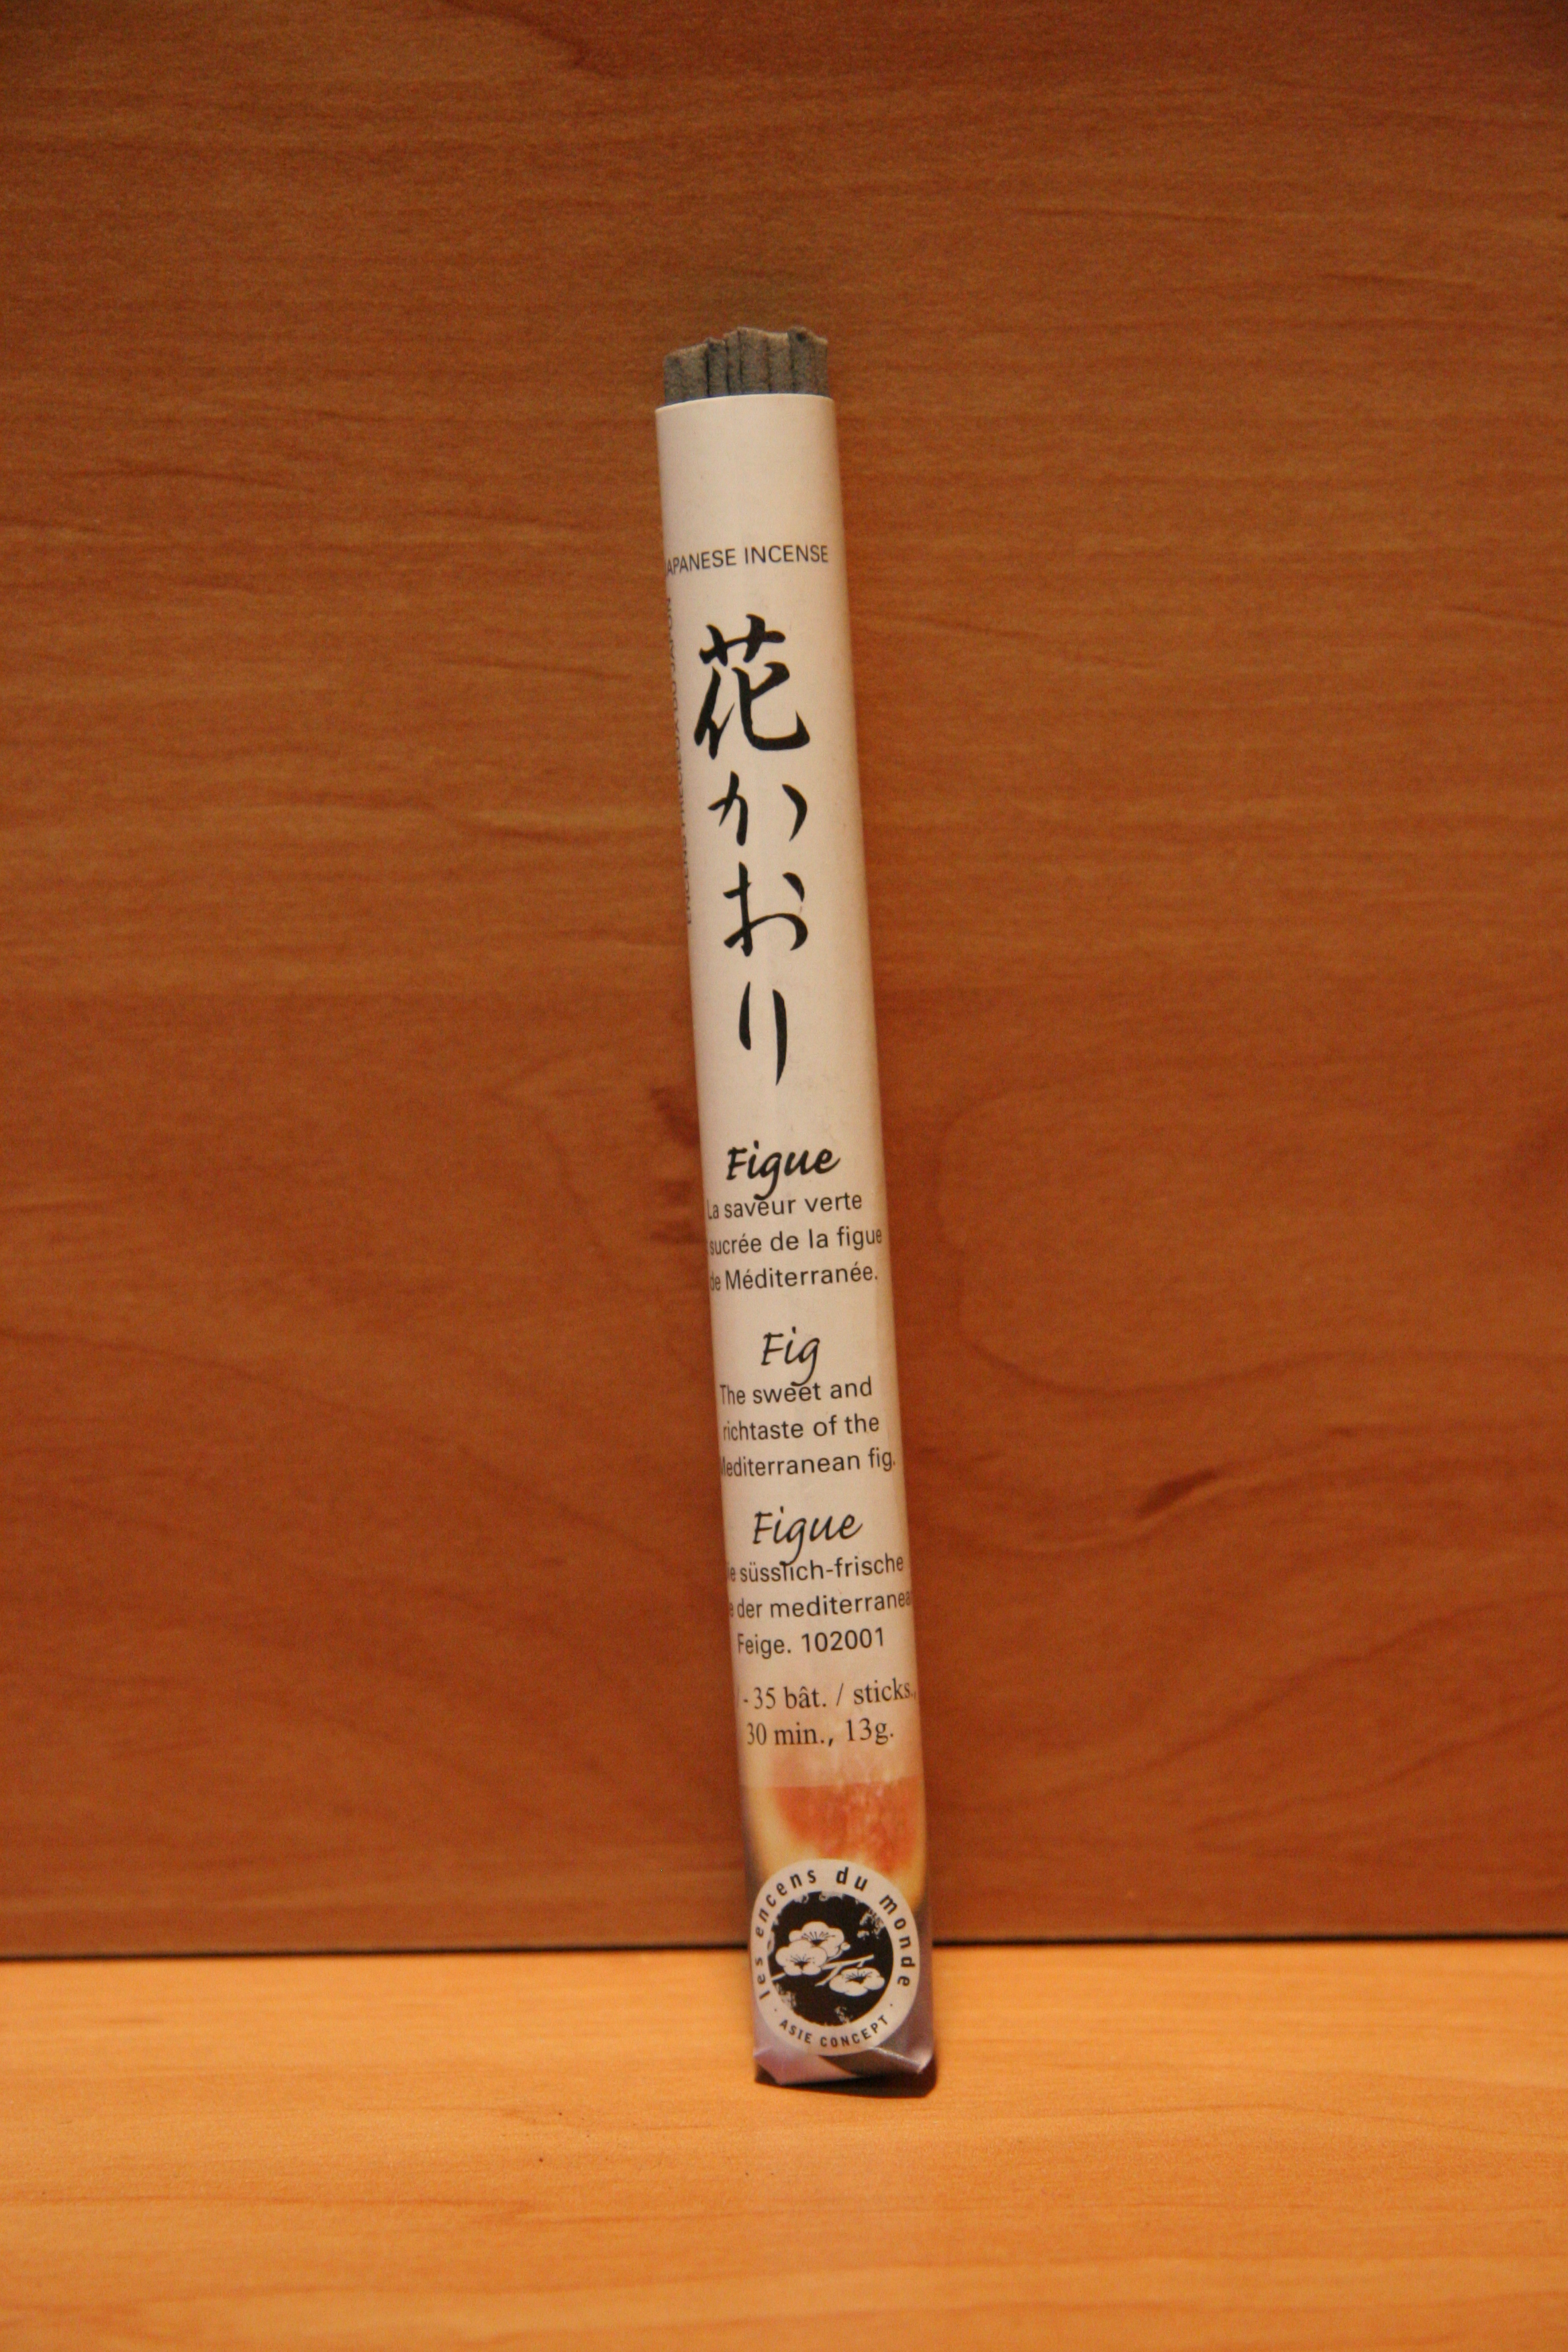 JAPANESE INCENSE
花かおり
Figue
La saveur verte
sucrée de la figue
de Méditerranée.
Fig
The sweet and
richtaste of the
Mediterranean fig.
Figue
süsslich-frische
der mediterranean
Feige. 102001
- 35 bât. / sticks.,
30 min., 13g.
les encens du monde
· ASIE CONCEPT ·